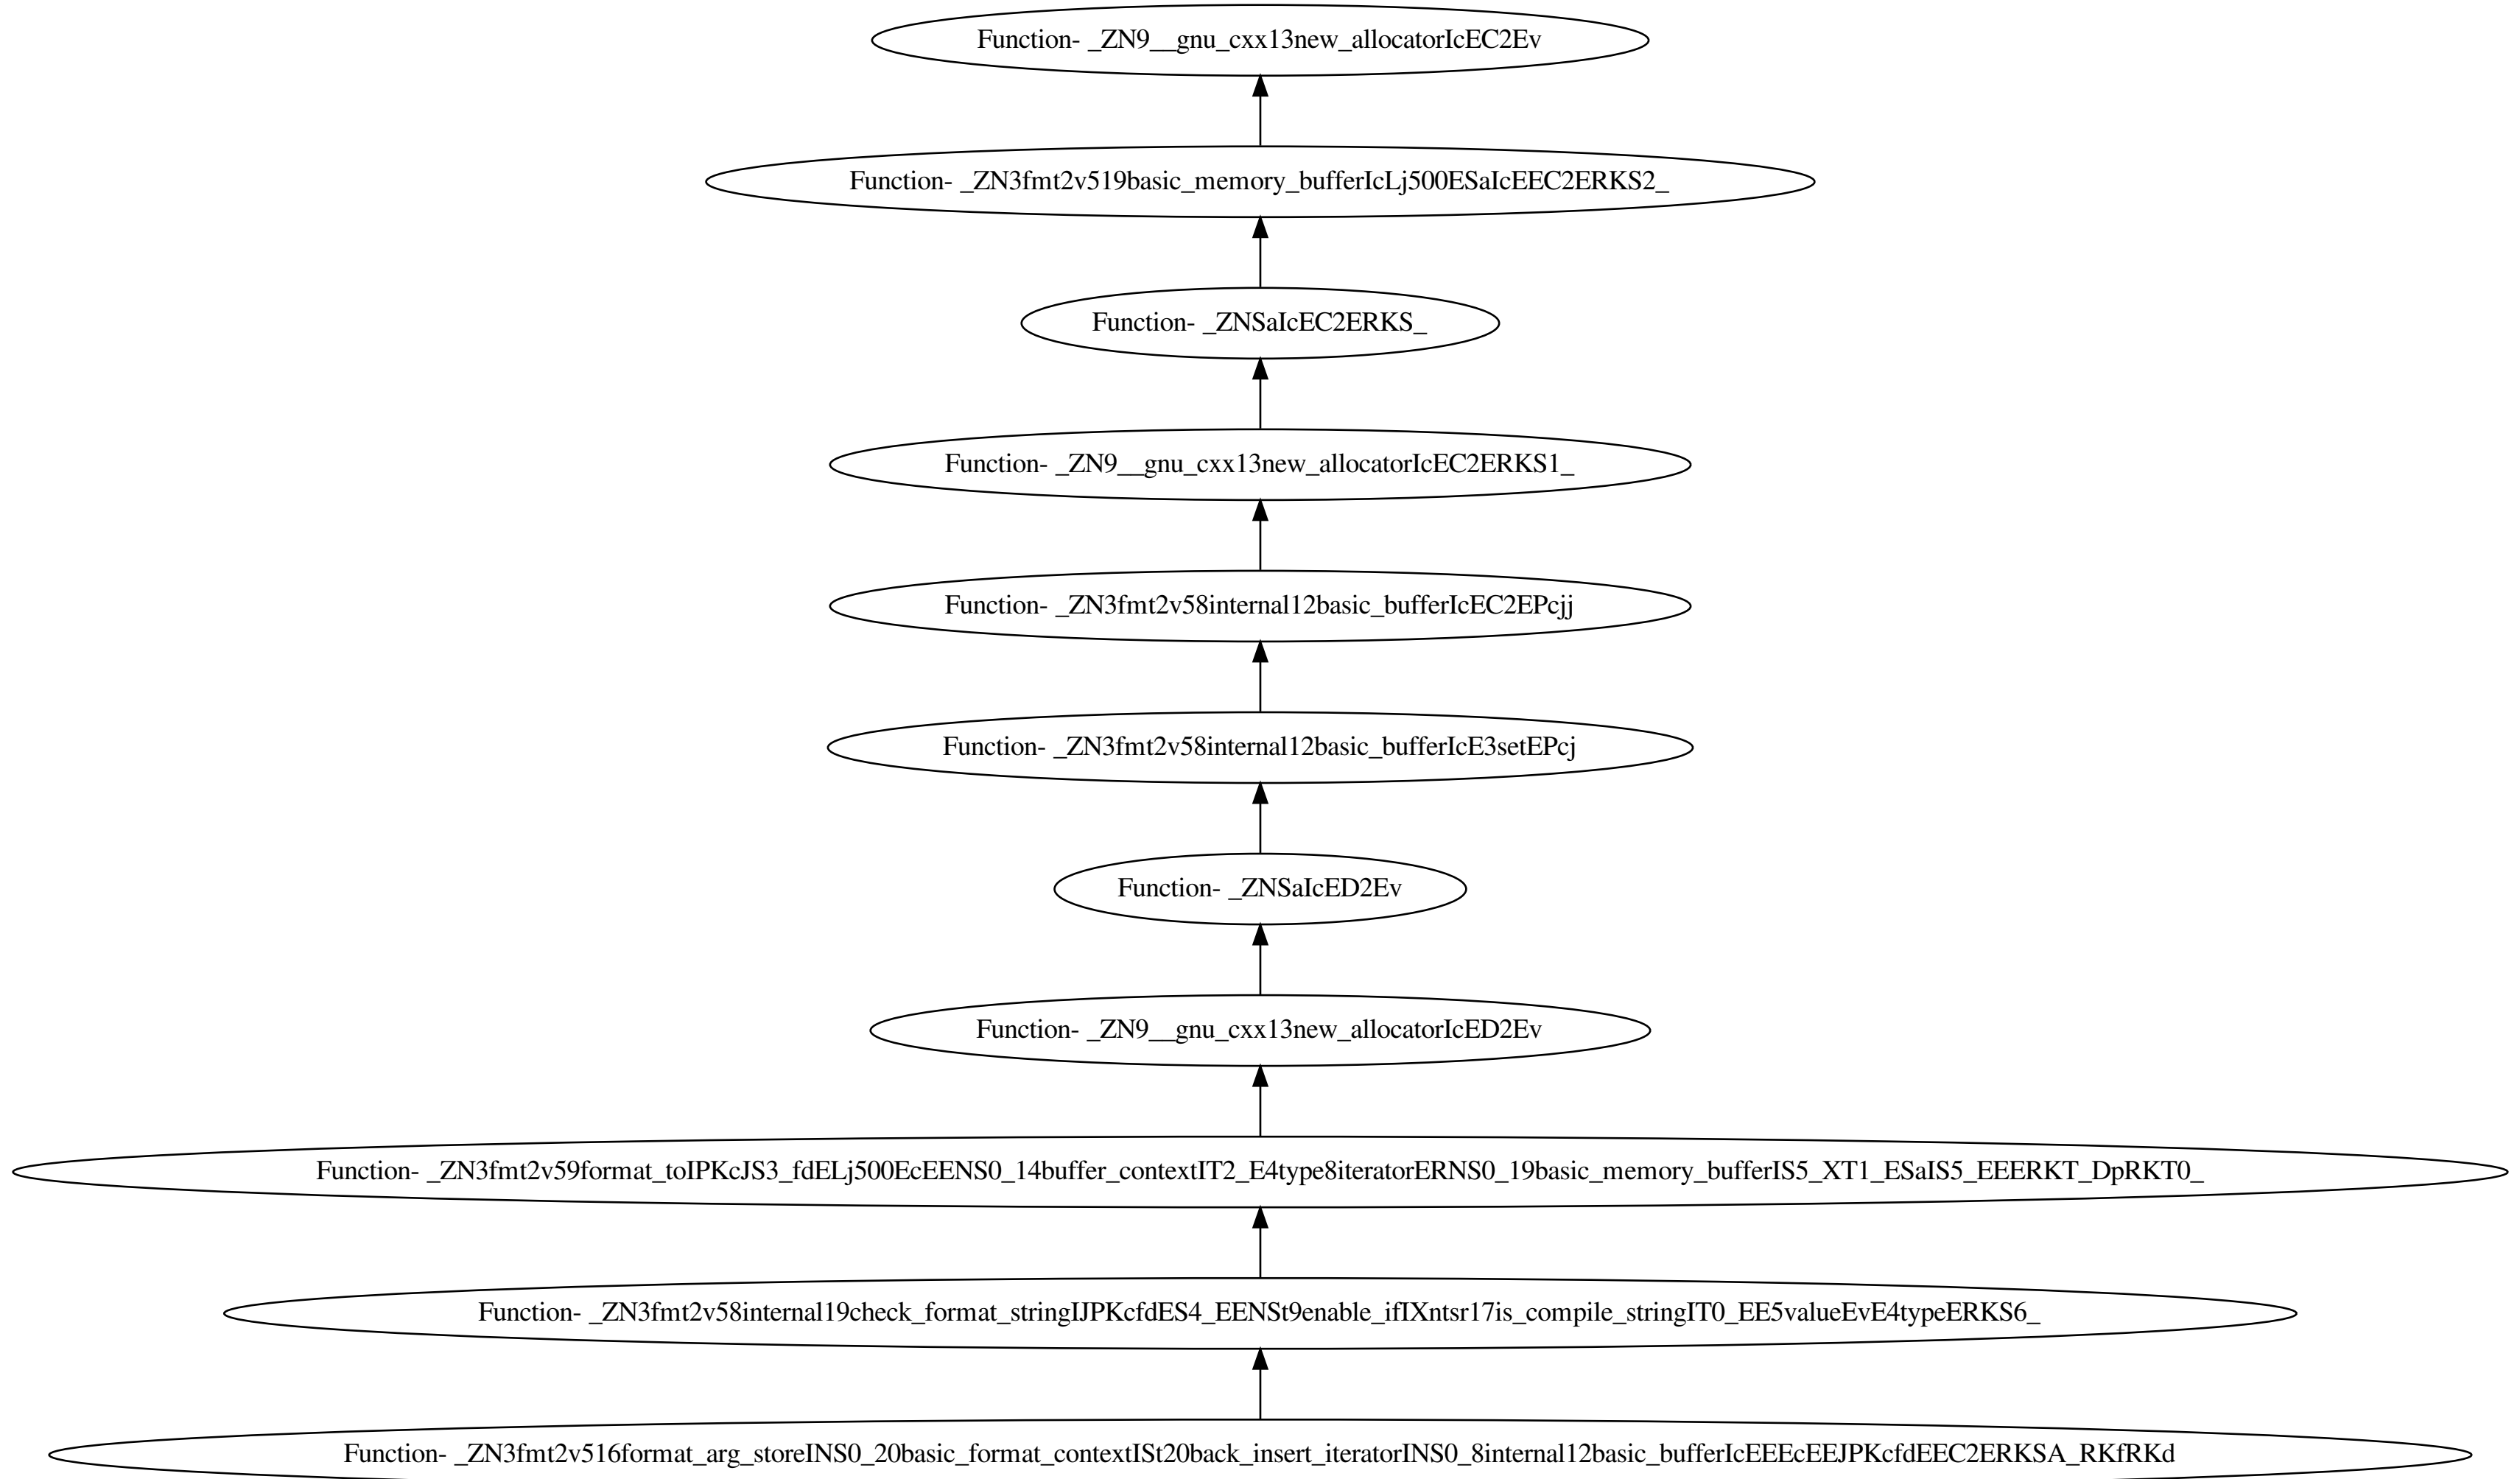 Function- _ZN9__gnu_cxx13new_allocatorIcEC2Ev
Function- _ZN3fmt2v519basic_memory_bufferIcLj500ESaIcEEC2ERKS2_
Function- _ZNSaIcEC2ERKS_
Function- _ZN9__gnu_cxx13new_allocatorIcEC2ERKS1_
Function- _ZN3fmt2v58internal12basic_bufferIcEC2EPcjj
Function- _ZN3fmt2v58internal12basic_bufferIcE3setEPcj
Function- _ZNSaIcED2Ev
Function- _ZN9__gnu_cxx13new_allocatorIcED2Ev
Function- _ZN3fmt2v59format_toIPKcJS3_fdELj500EcEENS0_14buffer_contextIT2_E4type8iteratorERNS0_19basic_memory_bufferIS5_XT1_ESaIS5_EEERKT_DpRKT0_
Function- _ZN3fmt2v58internal19check_format_stringIJPKcfdES4_EENSt9enable_ifIXntsr17is_compile_stringIT0_EE5valueEvE4typeERKS6_
Function- _ZN3fmt2v516format_arg_storeINS0_20basic_format_contextISt20back_insert_iteratorINS0_8internal12basic_bufferIcEEEcEEJPKcfdEEC2ERKSA_RKfRKd